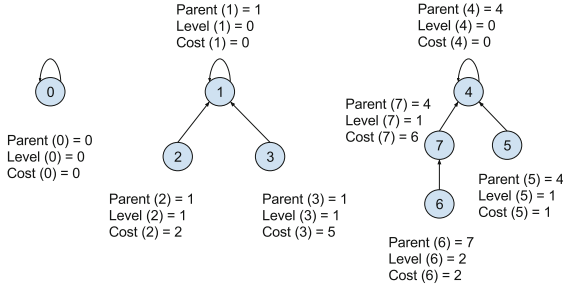 Parent (1) = 1
Level (1) = 0
Cost (1) = 0
Parent (4) = 4
Level (4) = 0
Cost (4) = 0
0
1
4
Parent (7) = 4
Level (7) = 1
Cost (7) = 6
Parent (0) = 0
Level (0) = 0
Cost (0) = 0
2
3
7
5
Parent (2) = 1
Level (2) = 1
Cost (2) = 2
Parent (3) = 1
Level (3) = 1
Cost (3) = 5
Parent (5) = 4
Level (5) = 1
Cost (5) = 1
6
Parent (6) = 7
Level (6) = 2
Cost (6) = 2